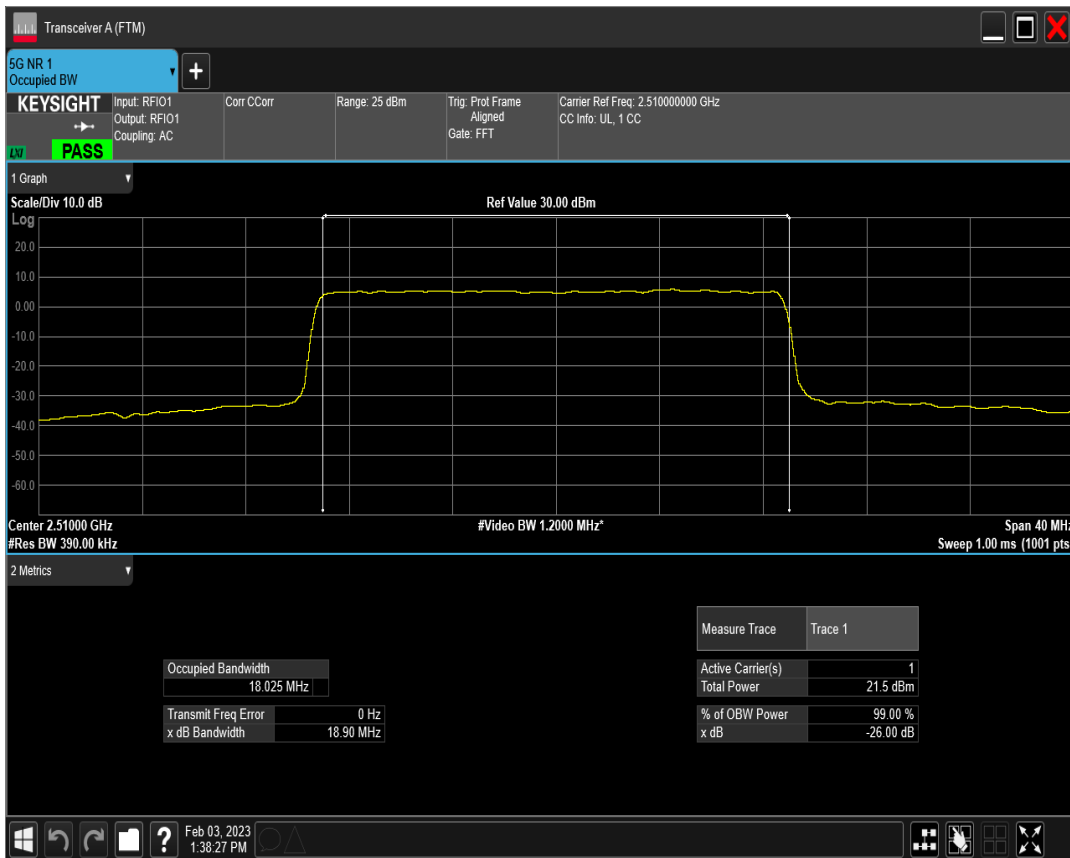 Transceiver A (FTM)
5G NR 1
Occupied BW
+
KEYSIGHT
LXI
PASS
Input: RFIO1
Output: RFIO1
Coupling: AC
Corr CCorr
Range: 25 dBm
Trig: Prot Frame
Aligned
Gate: FFT
Carrier Ref Freq: 2.510000000 GHz
CC Info: UL, 1 CC
1 Graph
Scale/Div 10.0 dB
Ref Value 30.00 dBm
Log
20.0
10.0
0.00
-10.0
-20.0
-30.0
-40.0
-50.0
-60.0
Center 2.51000 GHz
#Video BW 1.2000 MHz*
Span 40 MHz
#Res BW 390.00 kHz
Sweep 1.00 ms (1001 pts
2 Metrics
Measure Trace Trace 1
Occupied Bandwidth
18.025 MHz
Active Carrier(s) 1
Total Power 21.5 dBm
Transmit Freq Error 0 Hz
x dB Bandwidth 18.90 MHz
% of OBW Power 99.00 %
x dB -26.00 dB
?
Feb 03, 2023
1:38:27 PM